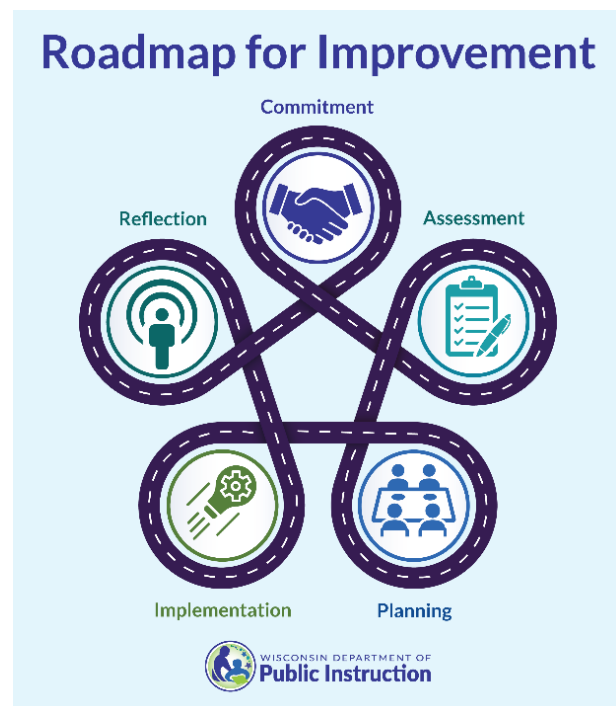 Roadmap for Improvement
Commitment
Reflection
Assessment
Implementation
Planning
WISCONSIN DEPARTMENT OF
Public Instruction